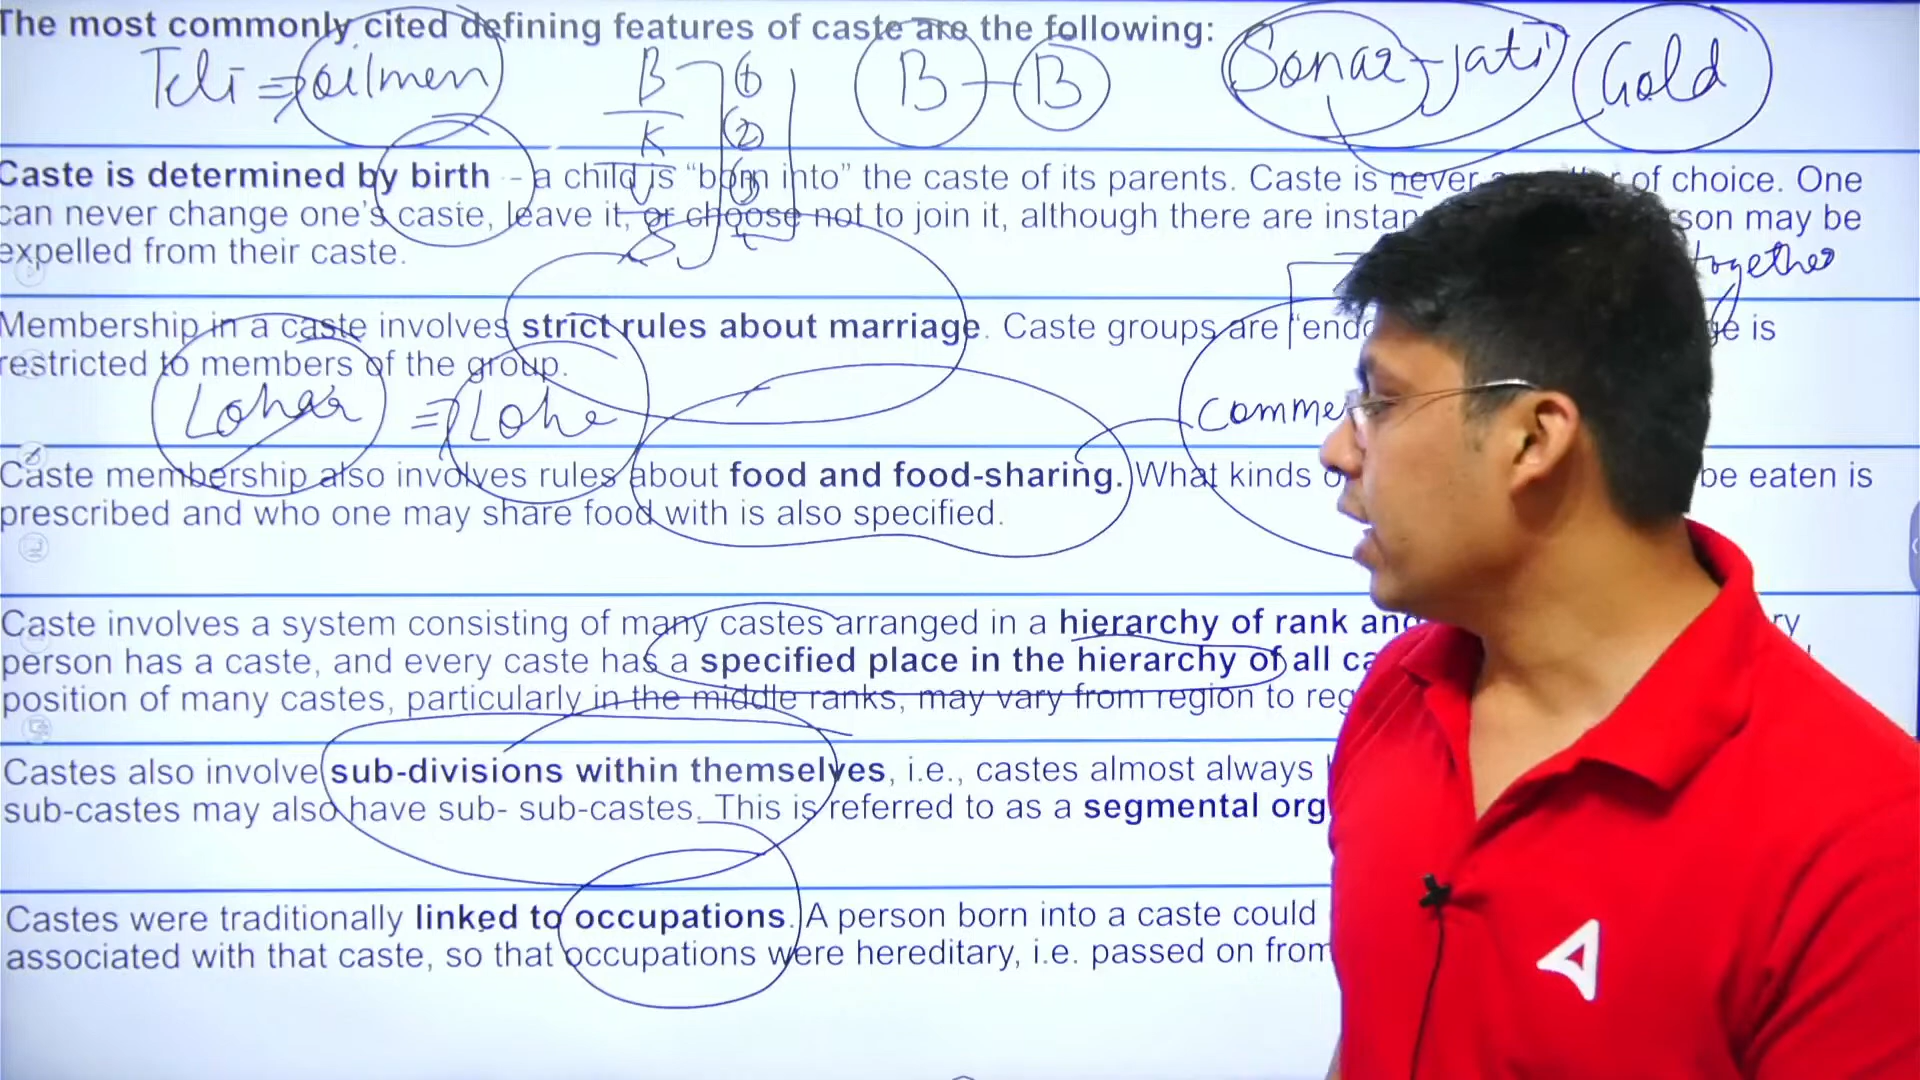 The most commonly cited defining features of caste are the following:
Teli ⇒ oilmen B 1 B - B Sonar - jati Gold
K 2
Caste is determined by birth - a child is “born into” the caste of its parents. Caste is never of choice. One
V 3
can never change one’s caste, leave it, or choose not to join it, although there are son may be
S 4
expelled from their caste.
together
Membership in a caste involves strict rules about marriage. Caste groups are is
restricted to members of the group.
Lohar ⇒ Lohe
Caste membership also involves rules about food and food-sharing. What kinds be eaten is
prescribed and who one may share food with is also specified.
Caste involves a system consisting of many castes arranged in a hierarchy of rank
person has a caste, and every caste has a specified place in the hierarchy of all
position of many castes, particularly in the middle ranks, may vary from region to
Castes also involve sub-divisions within themselves, i.e., castes almost always
sub-castes may also have sub- sub-castes. This is referred to as a segmental
Castes were traditionally linked to occupations. A person born into a caste could
associated with that caste, so that occupations were hereditary, i.e. passed on from